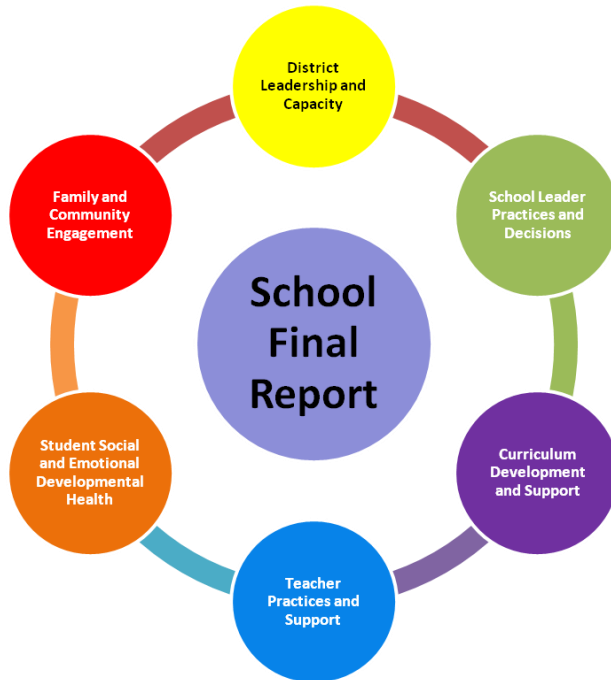 District
Leadership and
Capacity
School Leader
Practices and
Decisions
Curriculum
Development
and Support
Teacher
Practices and
Support
Student Social
and Emotional
Developmental
Health
Family and
Community
Engagement
School
Final
Report